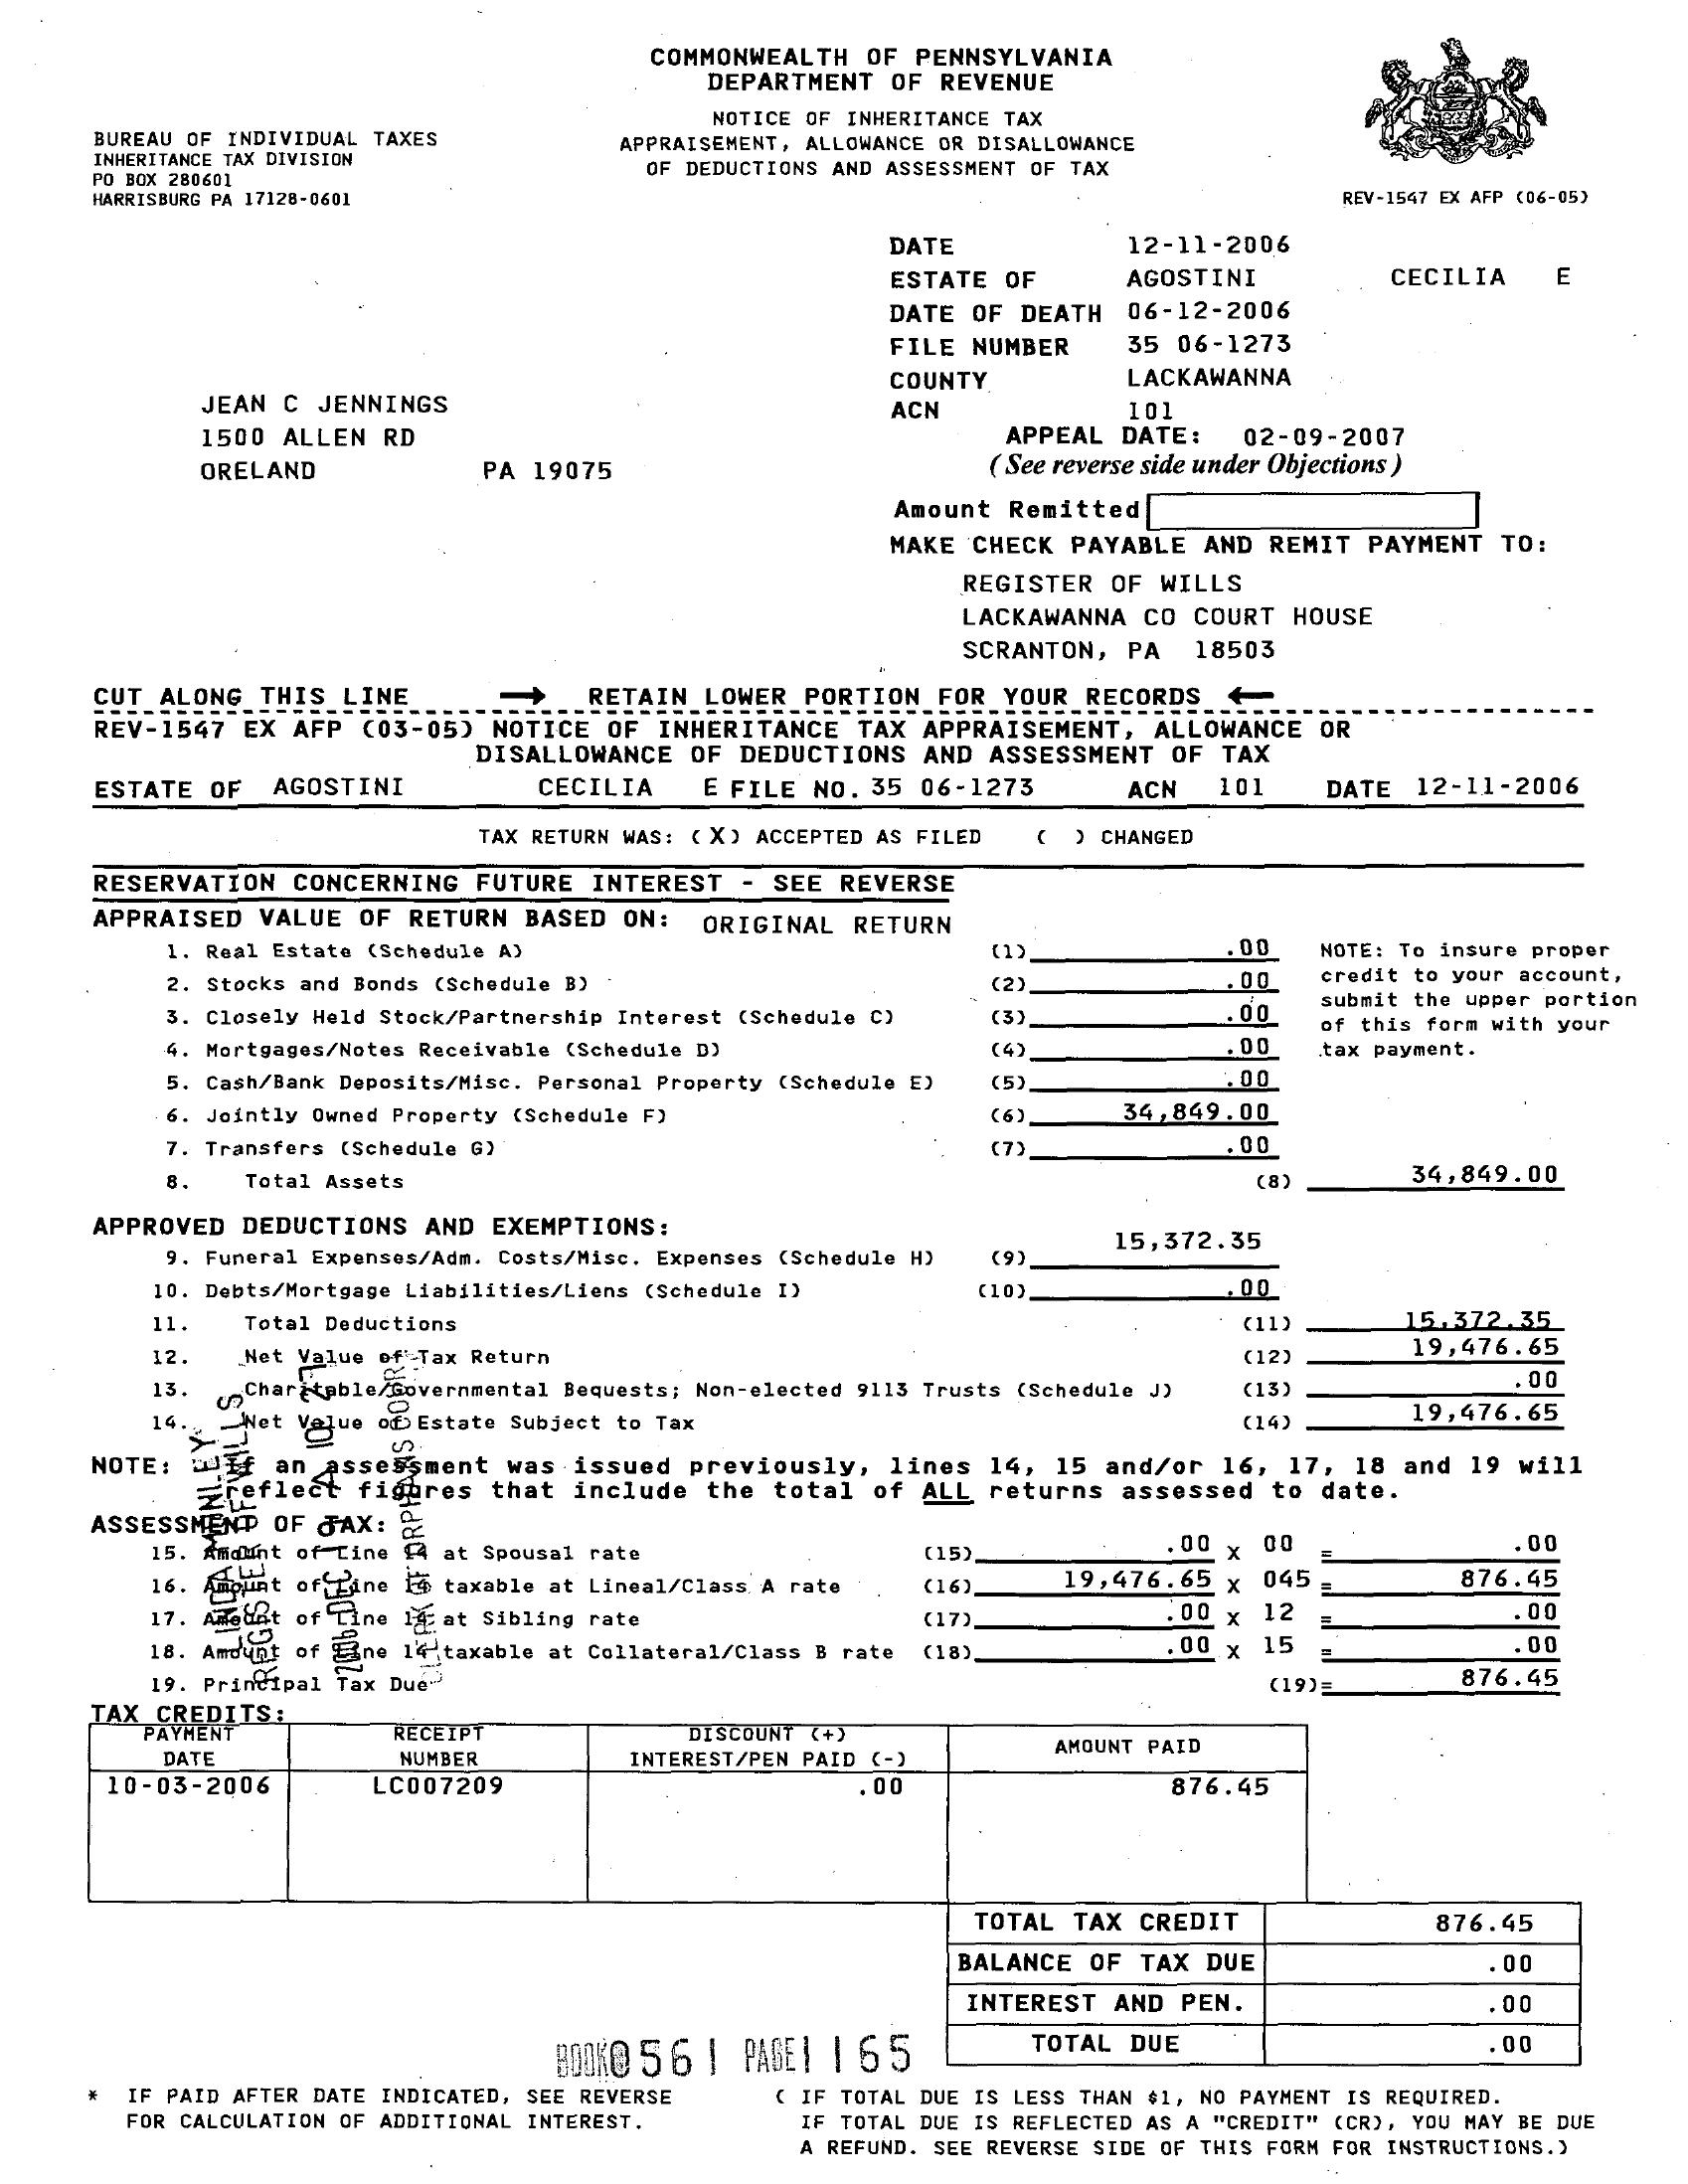 COMMONWEALTH OF PENNSYLVANIA
DEPARTMENT OF REVENUE
NOTICE OF INHERITANCE TAX
APPRAISEMENT, ALLOWANCE OR DISALLOWANCE
OF DEDUCTIONS AND ASSESSMENT OF TAX
BUREAU OF INDIVIDUAL TAXES
INHERITANCE TAX DIVISION
PO BOX 280601
HARRISBURG PA 17128-0601
REV-1547 EX AFP (06-05)
DATE 12-11-2006
ESTATE OF AGOSTINI CECILIA E
DATE OF DEATH 06-12-2006
FILE NUMBER 35 06-1273
COUNTY LACKAWANNA
ACN 101
APPEAL DATE: 02-09-2007
(See reverse side under Objections)
JEAN C JENNINGS
1500 ALLEN RD
ORELAND PA 19075
Amount Remitted
MAKE CHECK PAYABLE AND REMIT PAYMENT TO:
REGISTER OF WILLS
LACKAWANNA CO COURT HOUSE
SCRANTON, PA 18503
CUT ALONG THIS LINE → RETAIN LOWER PORTION FOR YOUR RECORDS ←
REV-1547 EX AFP (03-05) NOTICE OF INHERITANCE TAX APPRAISEMENT, ALLOWANCE OR
DISALLOWANCE OF DEDUCTIONS AND ASSESSMENT OF TAX
ESTATE OF AGOSTINI CECILIA E FILE NO. 35 06-1273 ACN 101 DATE 12-11-2006
TAX RETURN WAS: (X) ACCEPTED AS FILED ( ) CHANGED
RESERVATION CONCERNING FUTURE INTEREST - SEE REVERSE
APPRAISED VALUE OF RETURN BASED ON: ORIGINAL RETURN
1. Real Estate (Schedule A) (1) .00
2. Stocks and Bonds (Schedule B) (2) .00
3. Closely Held Stock/Partnership Interest (Schedule C) (3) .00
4. Mortgages/Notes Receivable (Schedule D) (4) .00
5. Cash/Bank Deposits/Misc. Personal Property (Schedule E) (5) .00
6. Jointly Owned Property (Schedule F) (6) 34,849.00
7. Transfers (Schedule G) (7) .00
8. Total Assets (8) 34,849.00
NOTE: To insure proper
credit to your account,
submit the upper portion
of this form with your
tax payment.
APPROVED DEDUCTIONS AND EXEMPTIONS:
9. Funeral Expenses/Adm. Costs/Misc. Expenses (Schedule H) (9) 15,372.35
10. Debts/Mortgage Liabilities/Liens (Schedule I) (10) .00
11. Total Deductions (11) 15,372.35
12. Net Value of Tax Return (12) 19,476.65
13. Charitable/Governmental Bequests; Non-elected 9113 Trusts (Schedule J) (13) .00
14. Net Value of Estate Subject to Tax (14) 19,476.65
NOTE: If an assessment was issued previously, lines 14, 15 and/or 16, 17, 18 and 19 will
reflect figures that include the total of ALL returns assessed to date.
ASSESSMENT OF TAX:
15. Amount of Line 14 at Spousal rate (15) .00 X 00 = .00
16. Amount of Line 14 taxable at Lineal/Class A rate (16) 19,476.65 X 045 = 876.45
17. Amount of Line 14 at Sibling rate (17) .00 X 12 = .00
18. Amount of Line 14 taxable at Collateral/Class B rate (18) .00 X 15 = .00
19. Principal Tax Due (19)= 876.45
REGISTER OF WILLS
TAX CREDITS:
PAYMENT DATE RECEIPT NUMBER DISCOUNT (+) INTEREST/PEN PAID (-) AMOUNT PAID
10-03-2006 LC007209 .00 876.45
TOTAL TAX CREDIT 876.45
BALANCE OF TAX DUE .00
INTEREST AND PEN. .00
TOTAL DUE .00
BOOK0561 PAGE1165
* IF PAID AFTER DATE INDICATED, SEE REVERSE
FOR CALCULATION OF ADDITIONAL INTEREST.
( IF TOTAL DUE IS LESS THAN $1, NO PAYMENT IS REQUIRED.
IF TOTAL DUE IS REFLECTED AS A "CREDIT" (CR), YOU MAY BE DUE
A REFUND. SEE REVERSE SIDE OF THIS FORM FOR INSTRUCTIONS.)